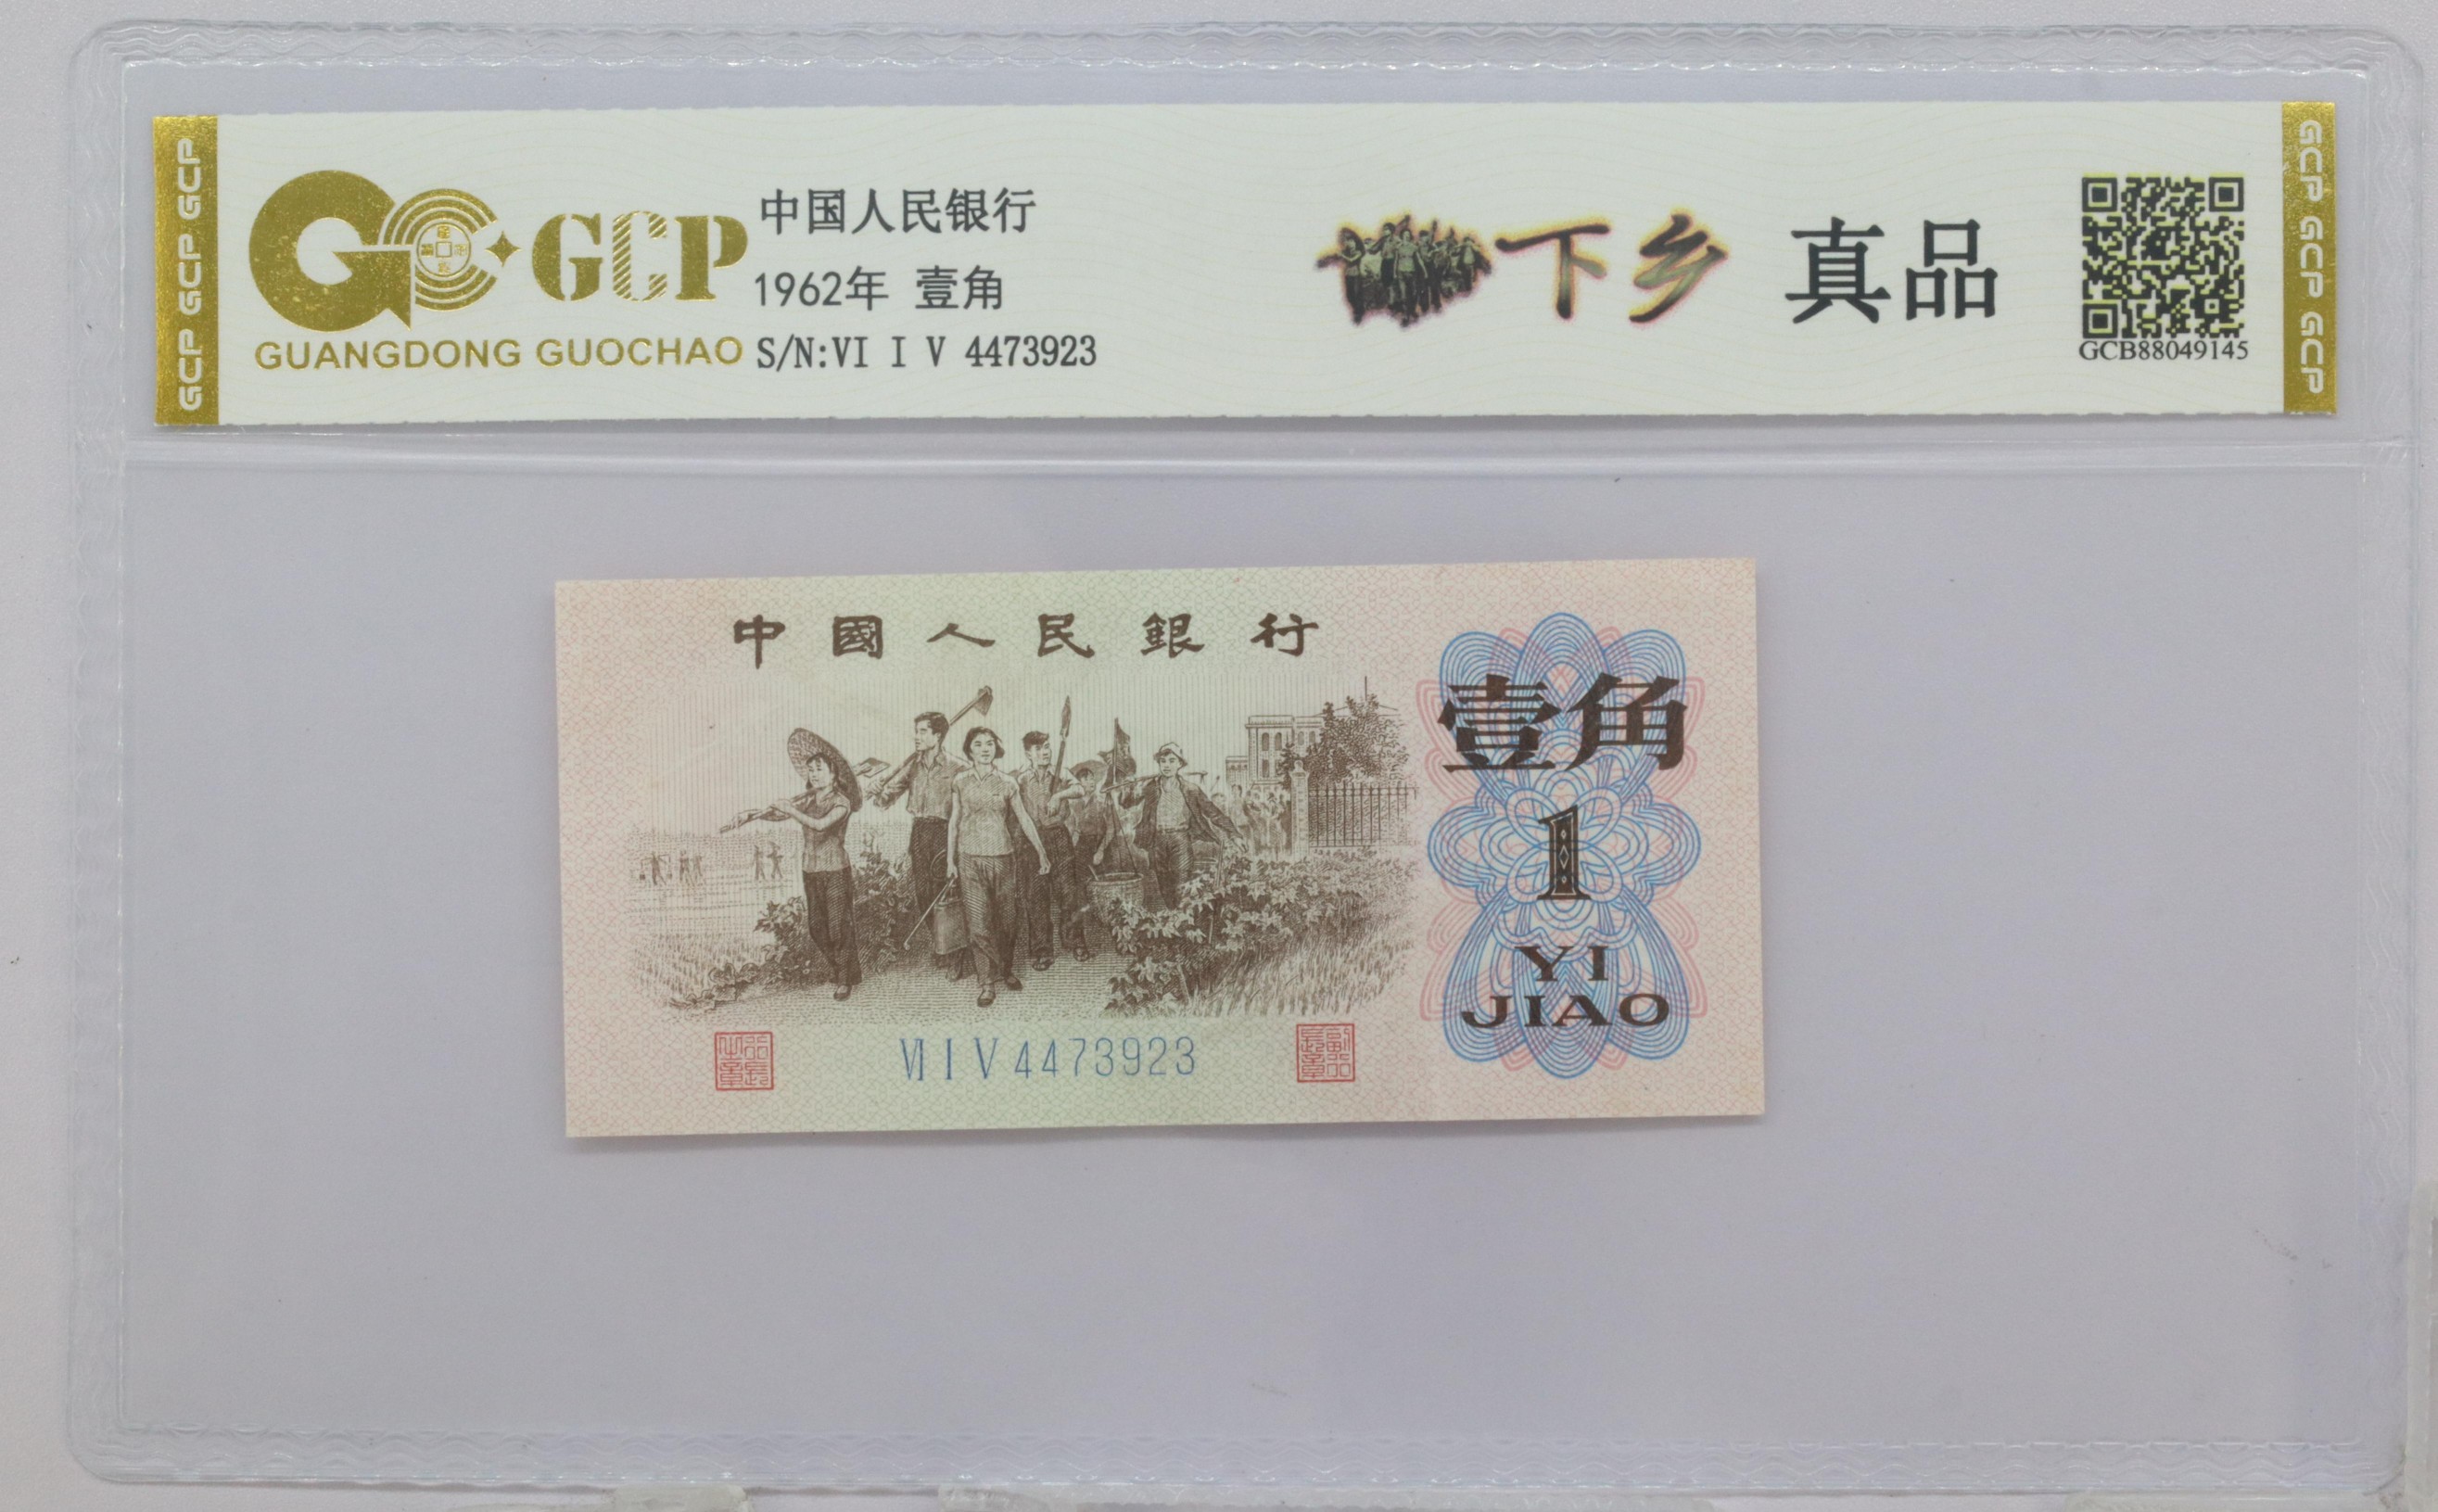 GCP GCP GCP
GCP
GUANGDONG GUOCHAO
中国人民银行
1962年 壹角
S/N:VI I V 4473923
下乡 真品
GCB88049145
GCP GCP GCP
中國人民銀行
壹角
1
YI
JIAO
VI I V 4473923